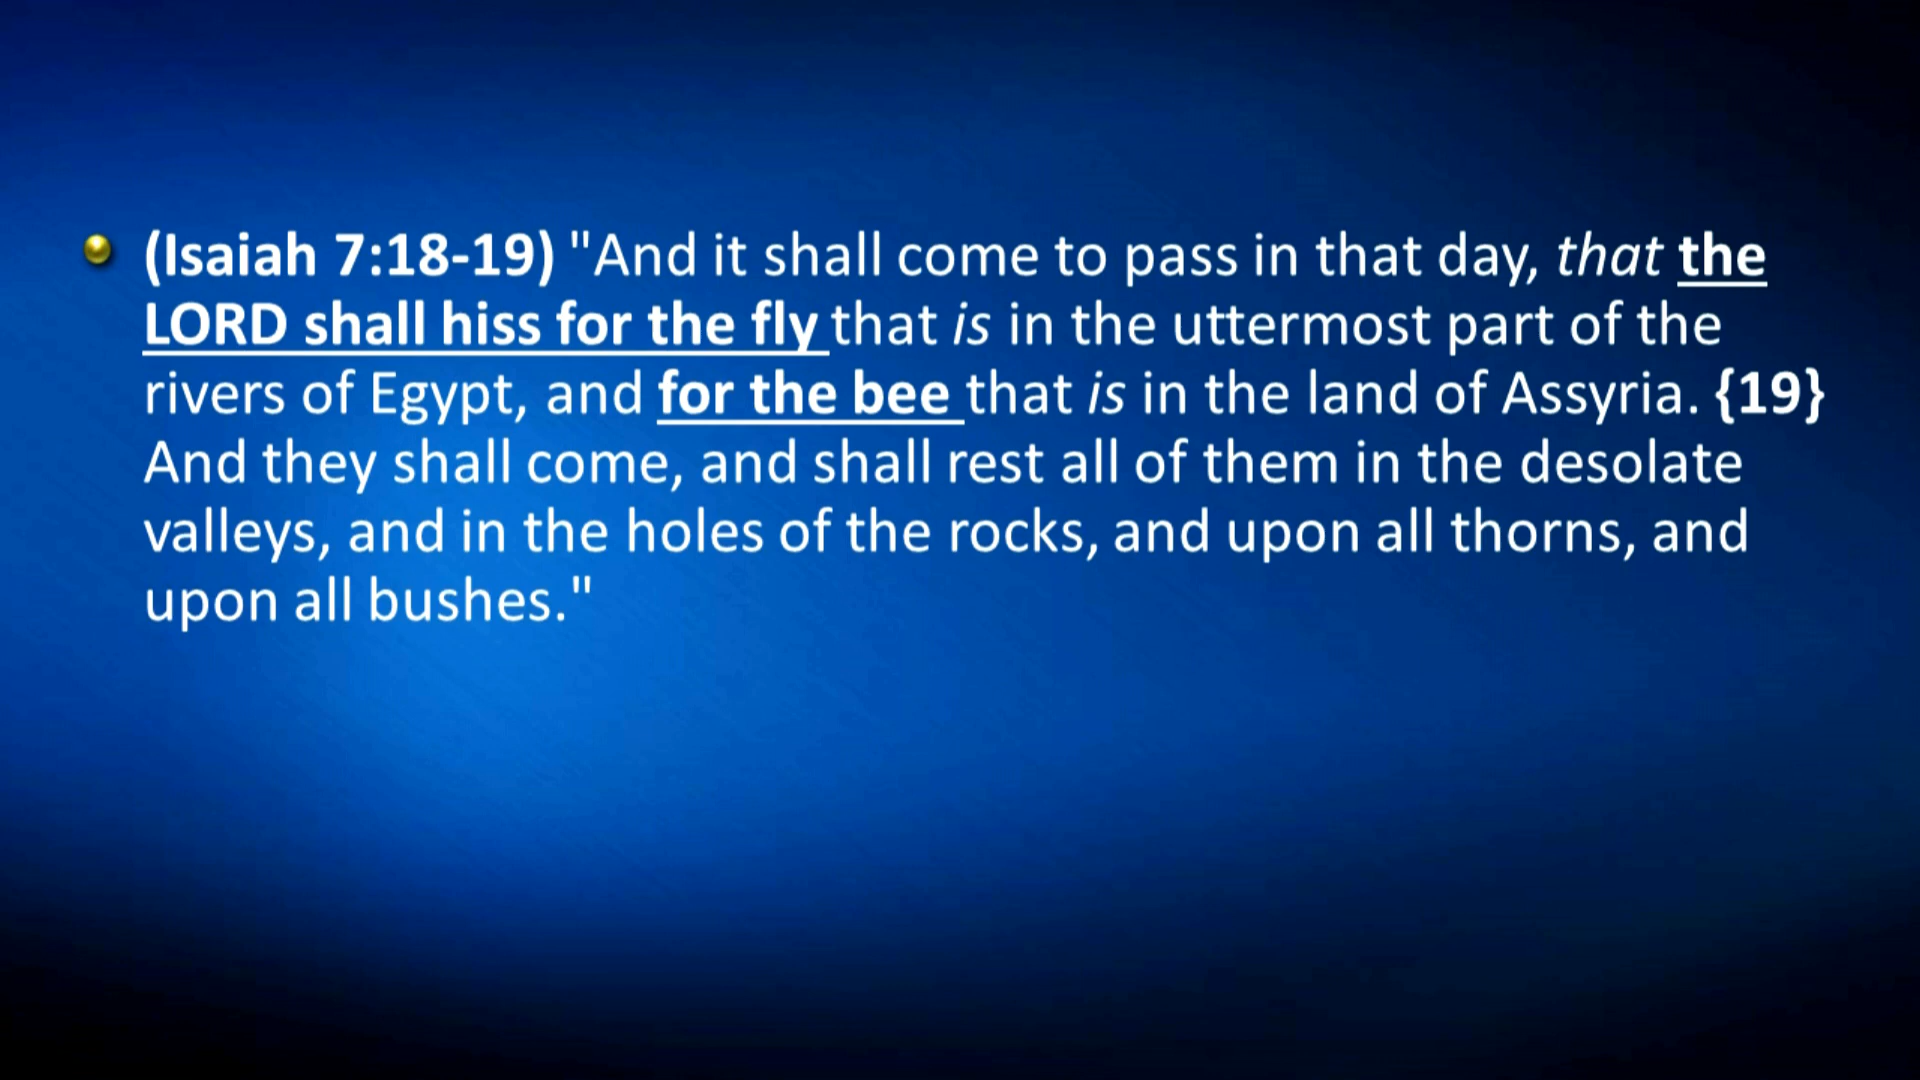 (Isaiah 7:18-19) "And it shall come to pass in that day, that the
LORD shall hiss for the fly that is in the uttermost part of the
rivers of Egypt, and for the bee that is in the land of Assyria. {19}
And they shall come, and shall rest all of them in the desolate
valleys, and in the holes of the rocks, and upon all thorns, and
upon all bushes."